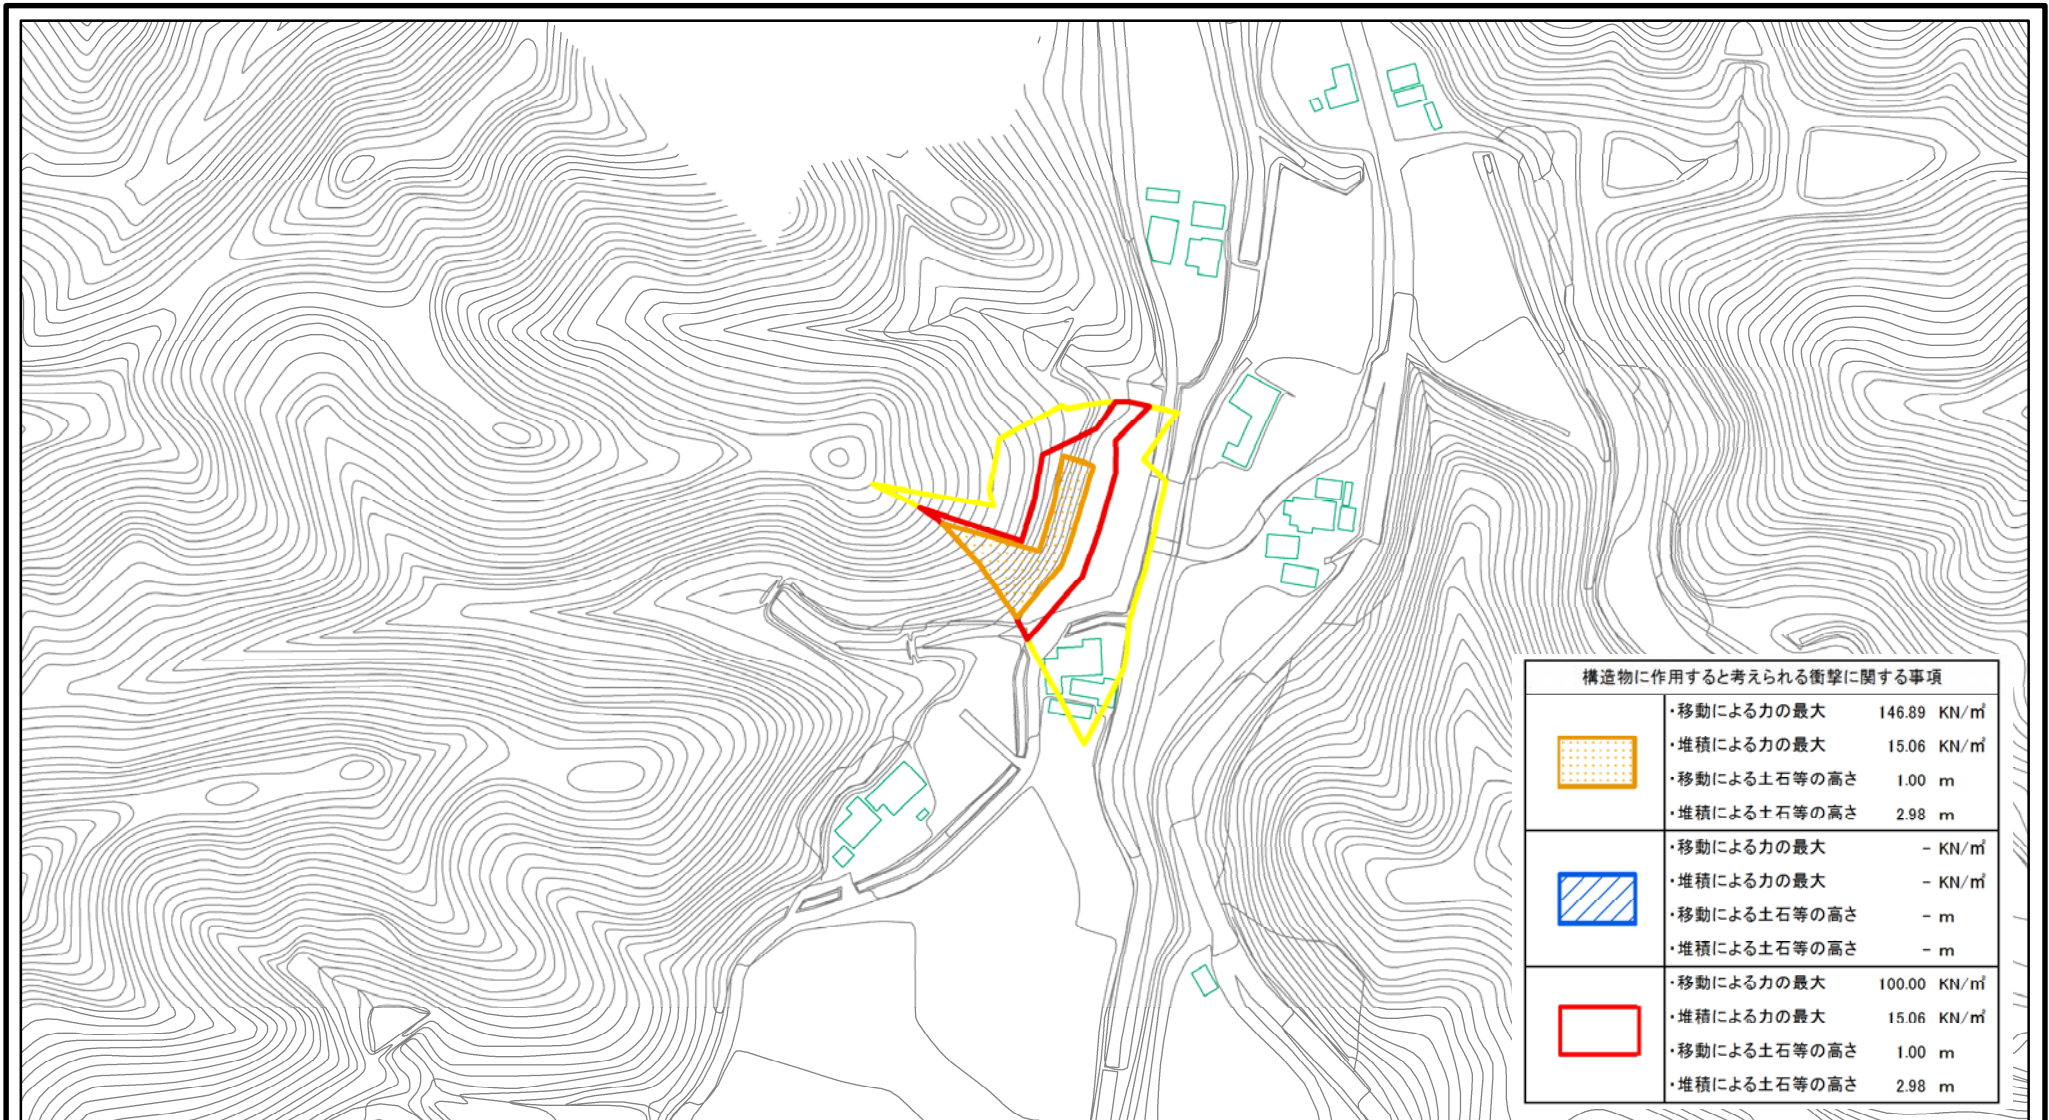 構造物に作用すると考えられる衝撃に関する事項
・移動による力の最大 146.89 KN/㎡
・堆積による力の最大 15.06 KN/㎡
・移動による土石等の高さ 1.00 m
・堆積による土石等の高さ 2.98 m
・移動による力の最大 - KN/㎡
・堆積による力の最大 - KN/㎡
・移動による土石等の高さ - m
・堆積による土石等の高さ - m
・移動による力の最大 100.00 KN/㎡
・堆積による力の最大 15.06 KN/㎡
・移動による土石等の高さ 1.00 m
・堆積による土石等の高さ 2.98 m